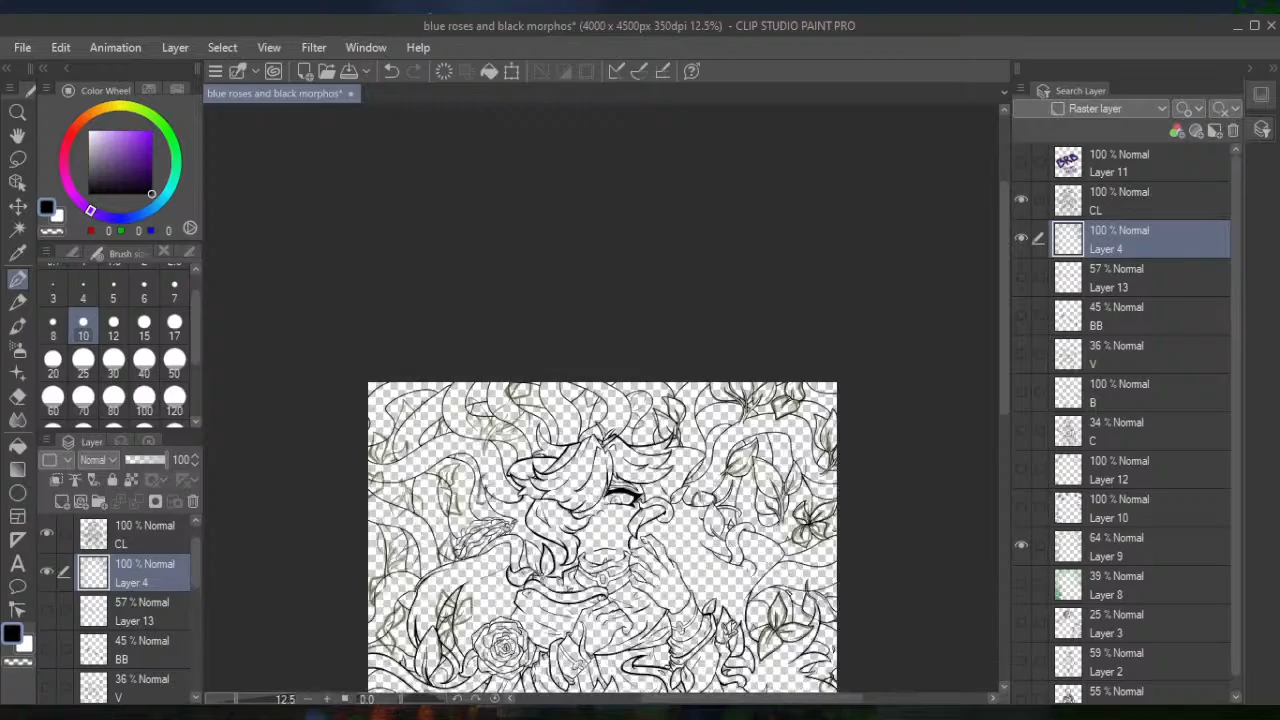 blue roses and black morphos* (4000 x 4500px 350dpi 12.5%) - CLIP STUDIO PAINT PRO
File Edit Animation Layer Select View Filter Window Help
blue roses and black morphos*
Color Wheel
0 0 0
Brush
3 4 5 6 7
8 10 12 15 17
20 25 30 40 50
60 70 80 100 120
Layer
Normal 100
100 % Normal
CL
100 % Normal
Layer 4
57 % Normal
Layer 13
45 % Normal
BB
36 % Normal
V
12.5 0.0
Search Layer
Raster layer
BRB
100 % Normal
Layer 11
100 % Normal
CL
100 % Normal
Layer 4
57 % Normal
Layer 13
45 % Normal
BB
36 % Normal
V
100 % Normal
B
34 % Normal
C
100 % Normal
Layer 12
100 % Normal
Layer 10
64 % Normal
Layer 9
39 % Normal
Layer 8
25 % Normal
Layer 3
59 % Normal
Layer 2
55 % Normal